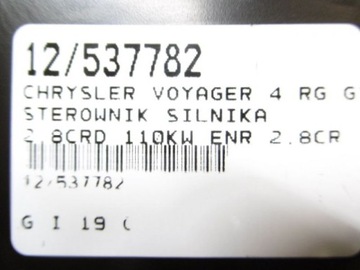 12/537782
CHRYSLER VOYAGER 4 RG G
STEROWNIK SILNIKA
2.8CRD 110KW ENR 2.8CR
12/537782
G I 19 (